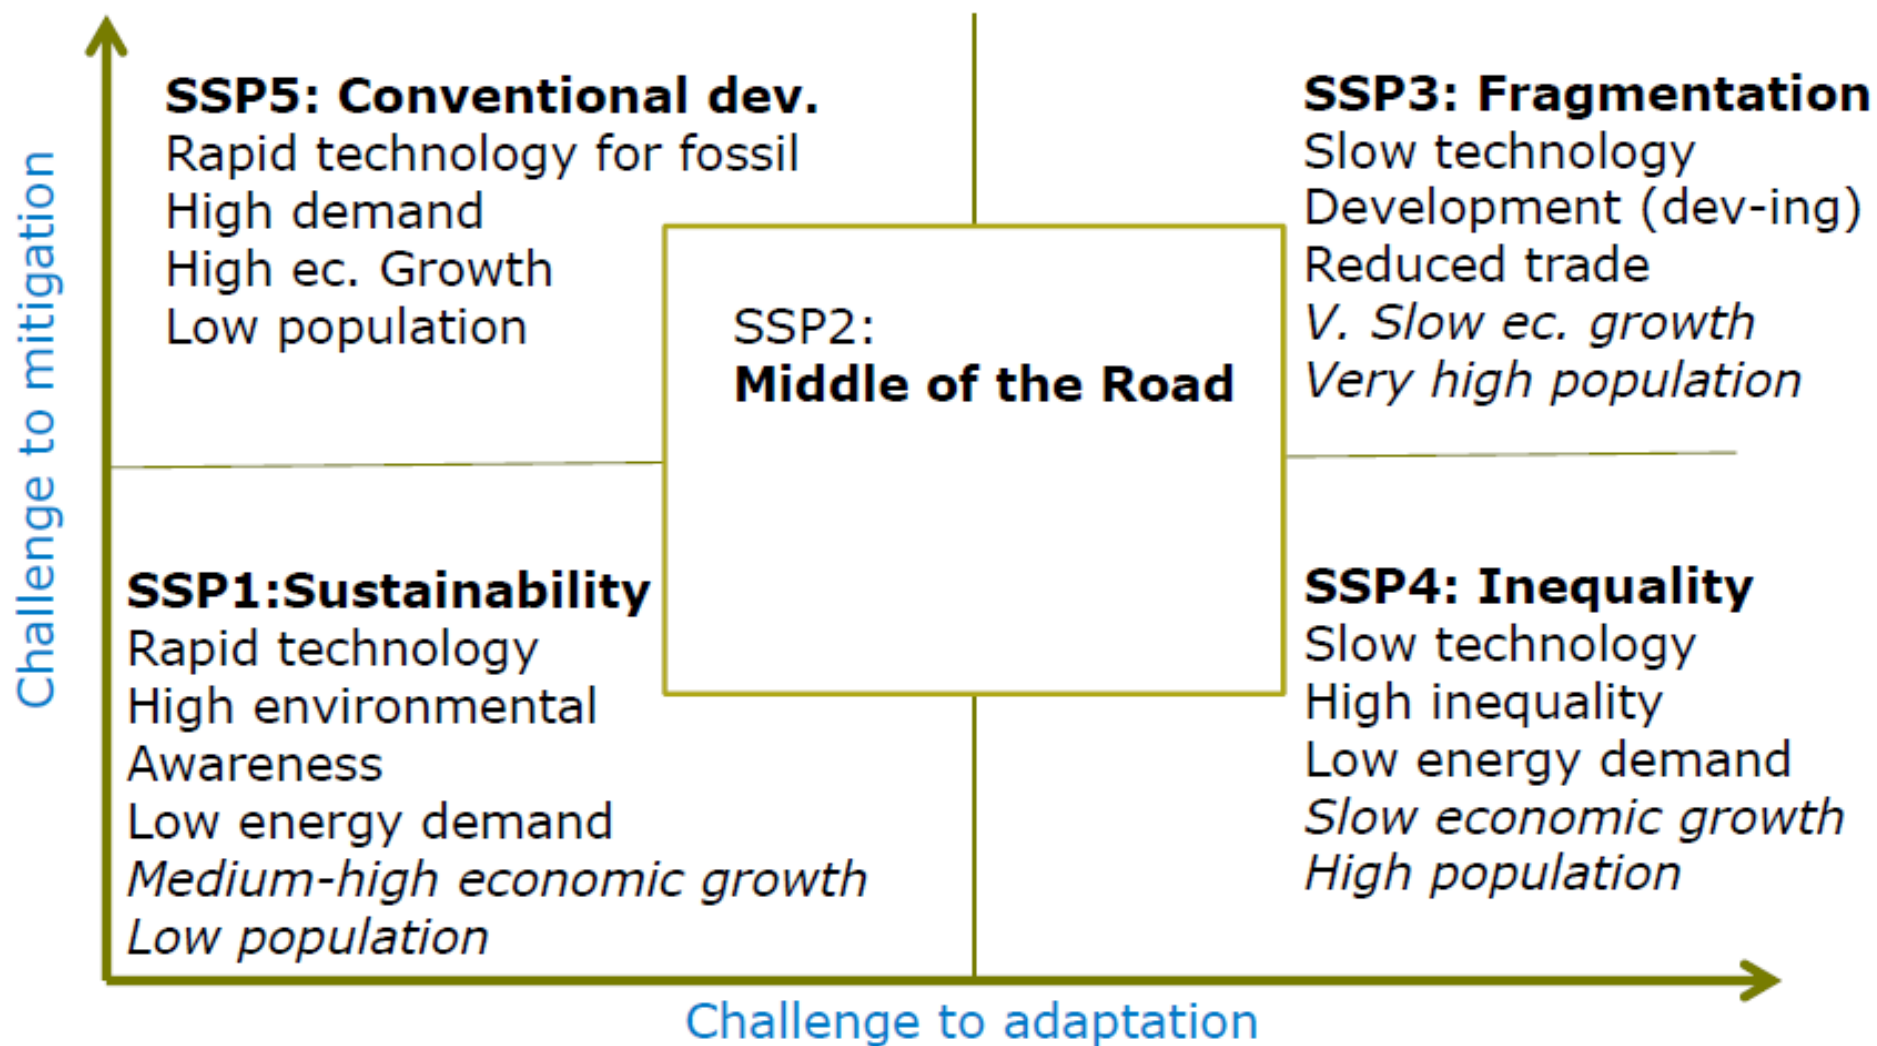 Challenge to mitigation
SSP5: Conventional dev.
Rapid technology for fossil
High demand
High ec. Growth
Low population
SSP3: Fragmentation
Slow technology
Development (dev-ing)
Reduced trade
V. Slow ec. growth
Very high population
SSP2:
Middle of the Road
SSP1:Sustainability
Rapid technology
High environmental
Awareness
Low energy demand
Medium-high economic growth
Low population
SSP4: Inequality
Slow technology
High inequality
Low energy demand
Slow economic growth
High population
Challenge to adaptation